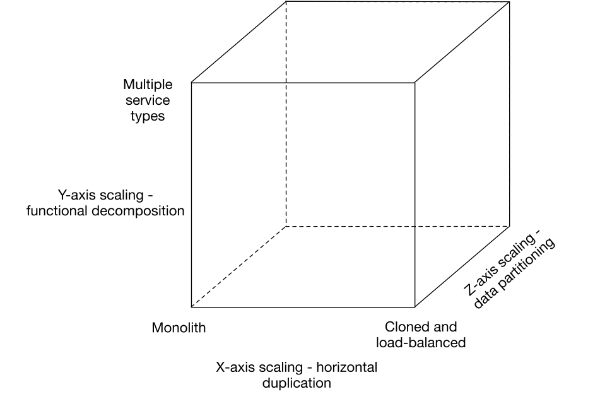 Multiple
service
types
Y-axis scaling -
functional decomposition
Z-axis scaling -
data partitioning
Monolith
Cloned and
load-balanced
X-axis scaling - horizontal
duplication